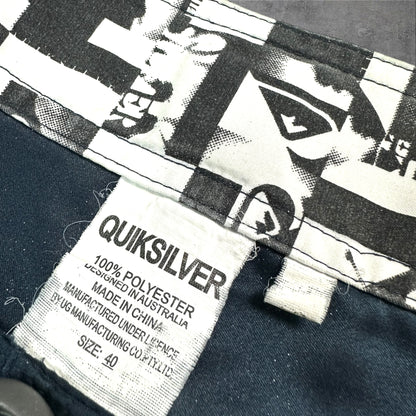 QUIKSILVER
100% POLYESTER
DESIGNED IN AUSTRALIA
MADE IN CHINA
MANUFACTURED UNDER LICENCE
BY UG MANUFACTURING CO PTY LTD.
SIZE: 40